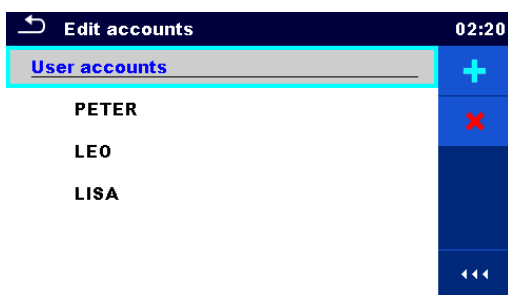 Edit accounts 02:20
User accounts
PETER
LEO
LISA